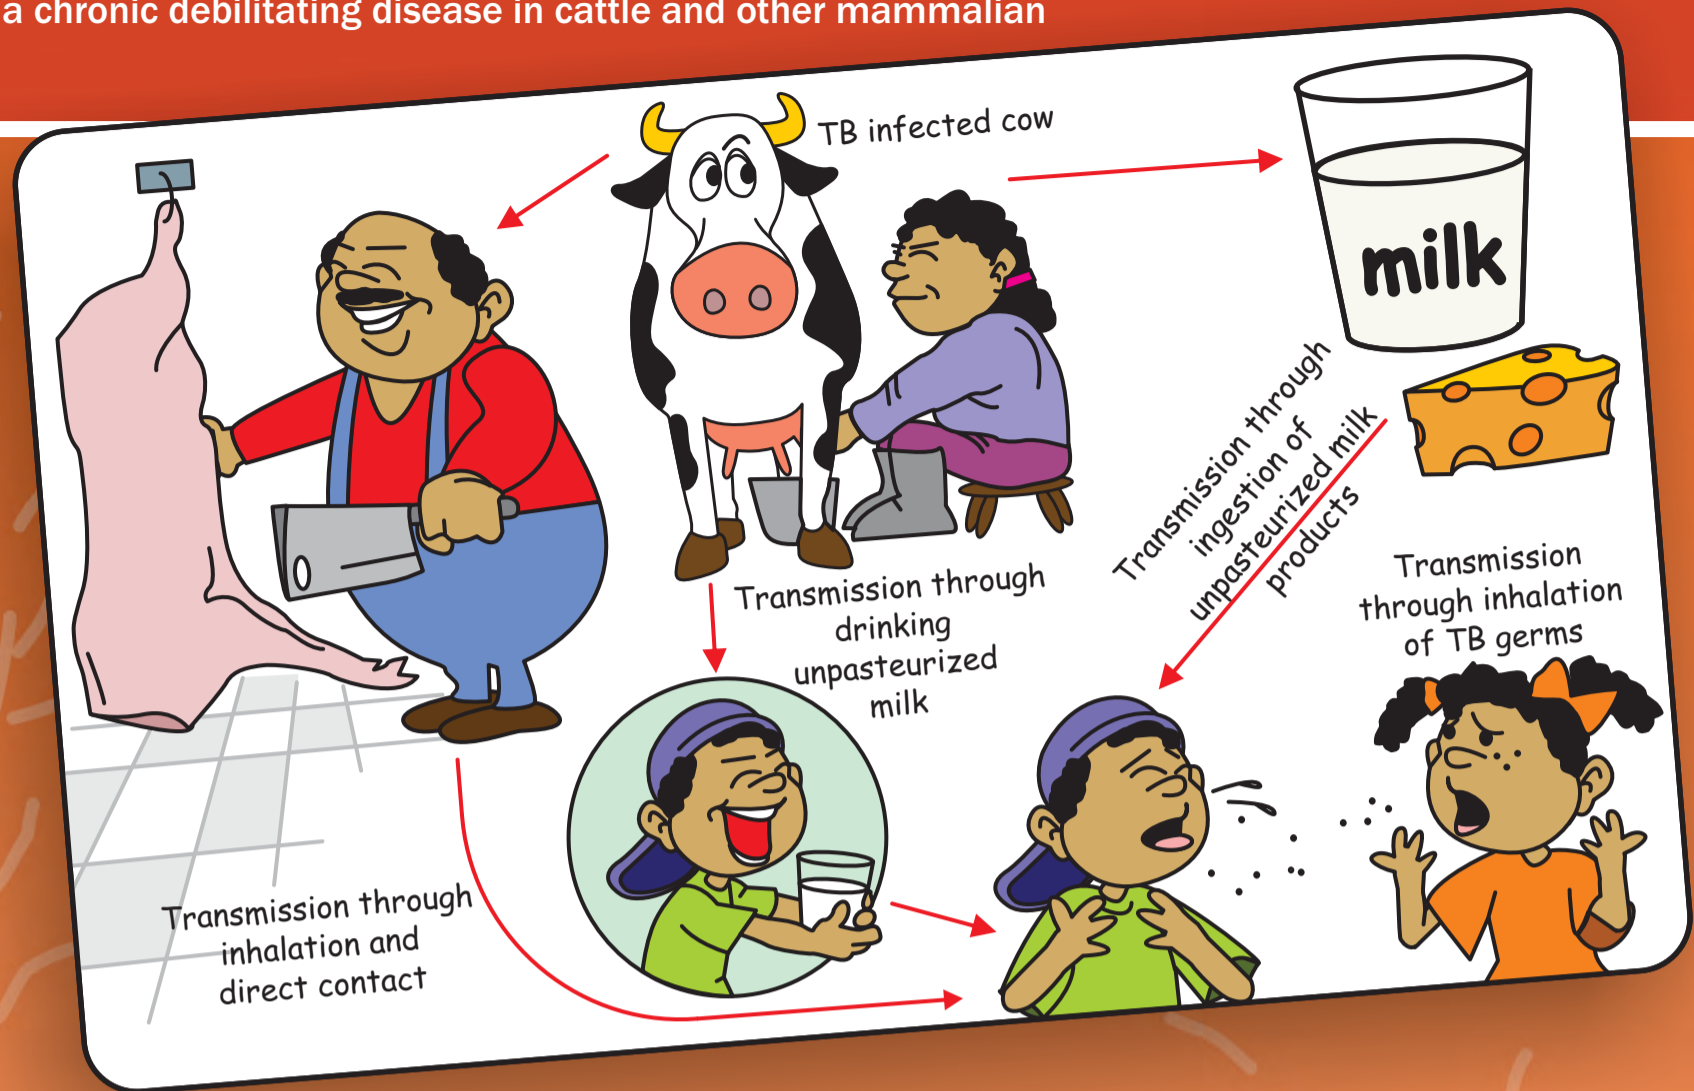 a chronic debilitating disease in cattle and other mammalian
TB infected cow
milk
Transmission through
ingestion of
unpasteurized milk
products
Transmission through
drinking
unpasteurized
milk
Transmission
through inhalation
of TB germs
Transmission through
inhalation and
direct contact